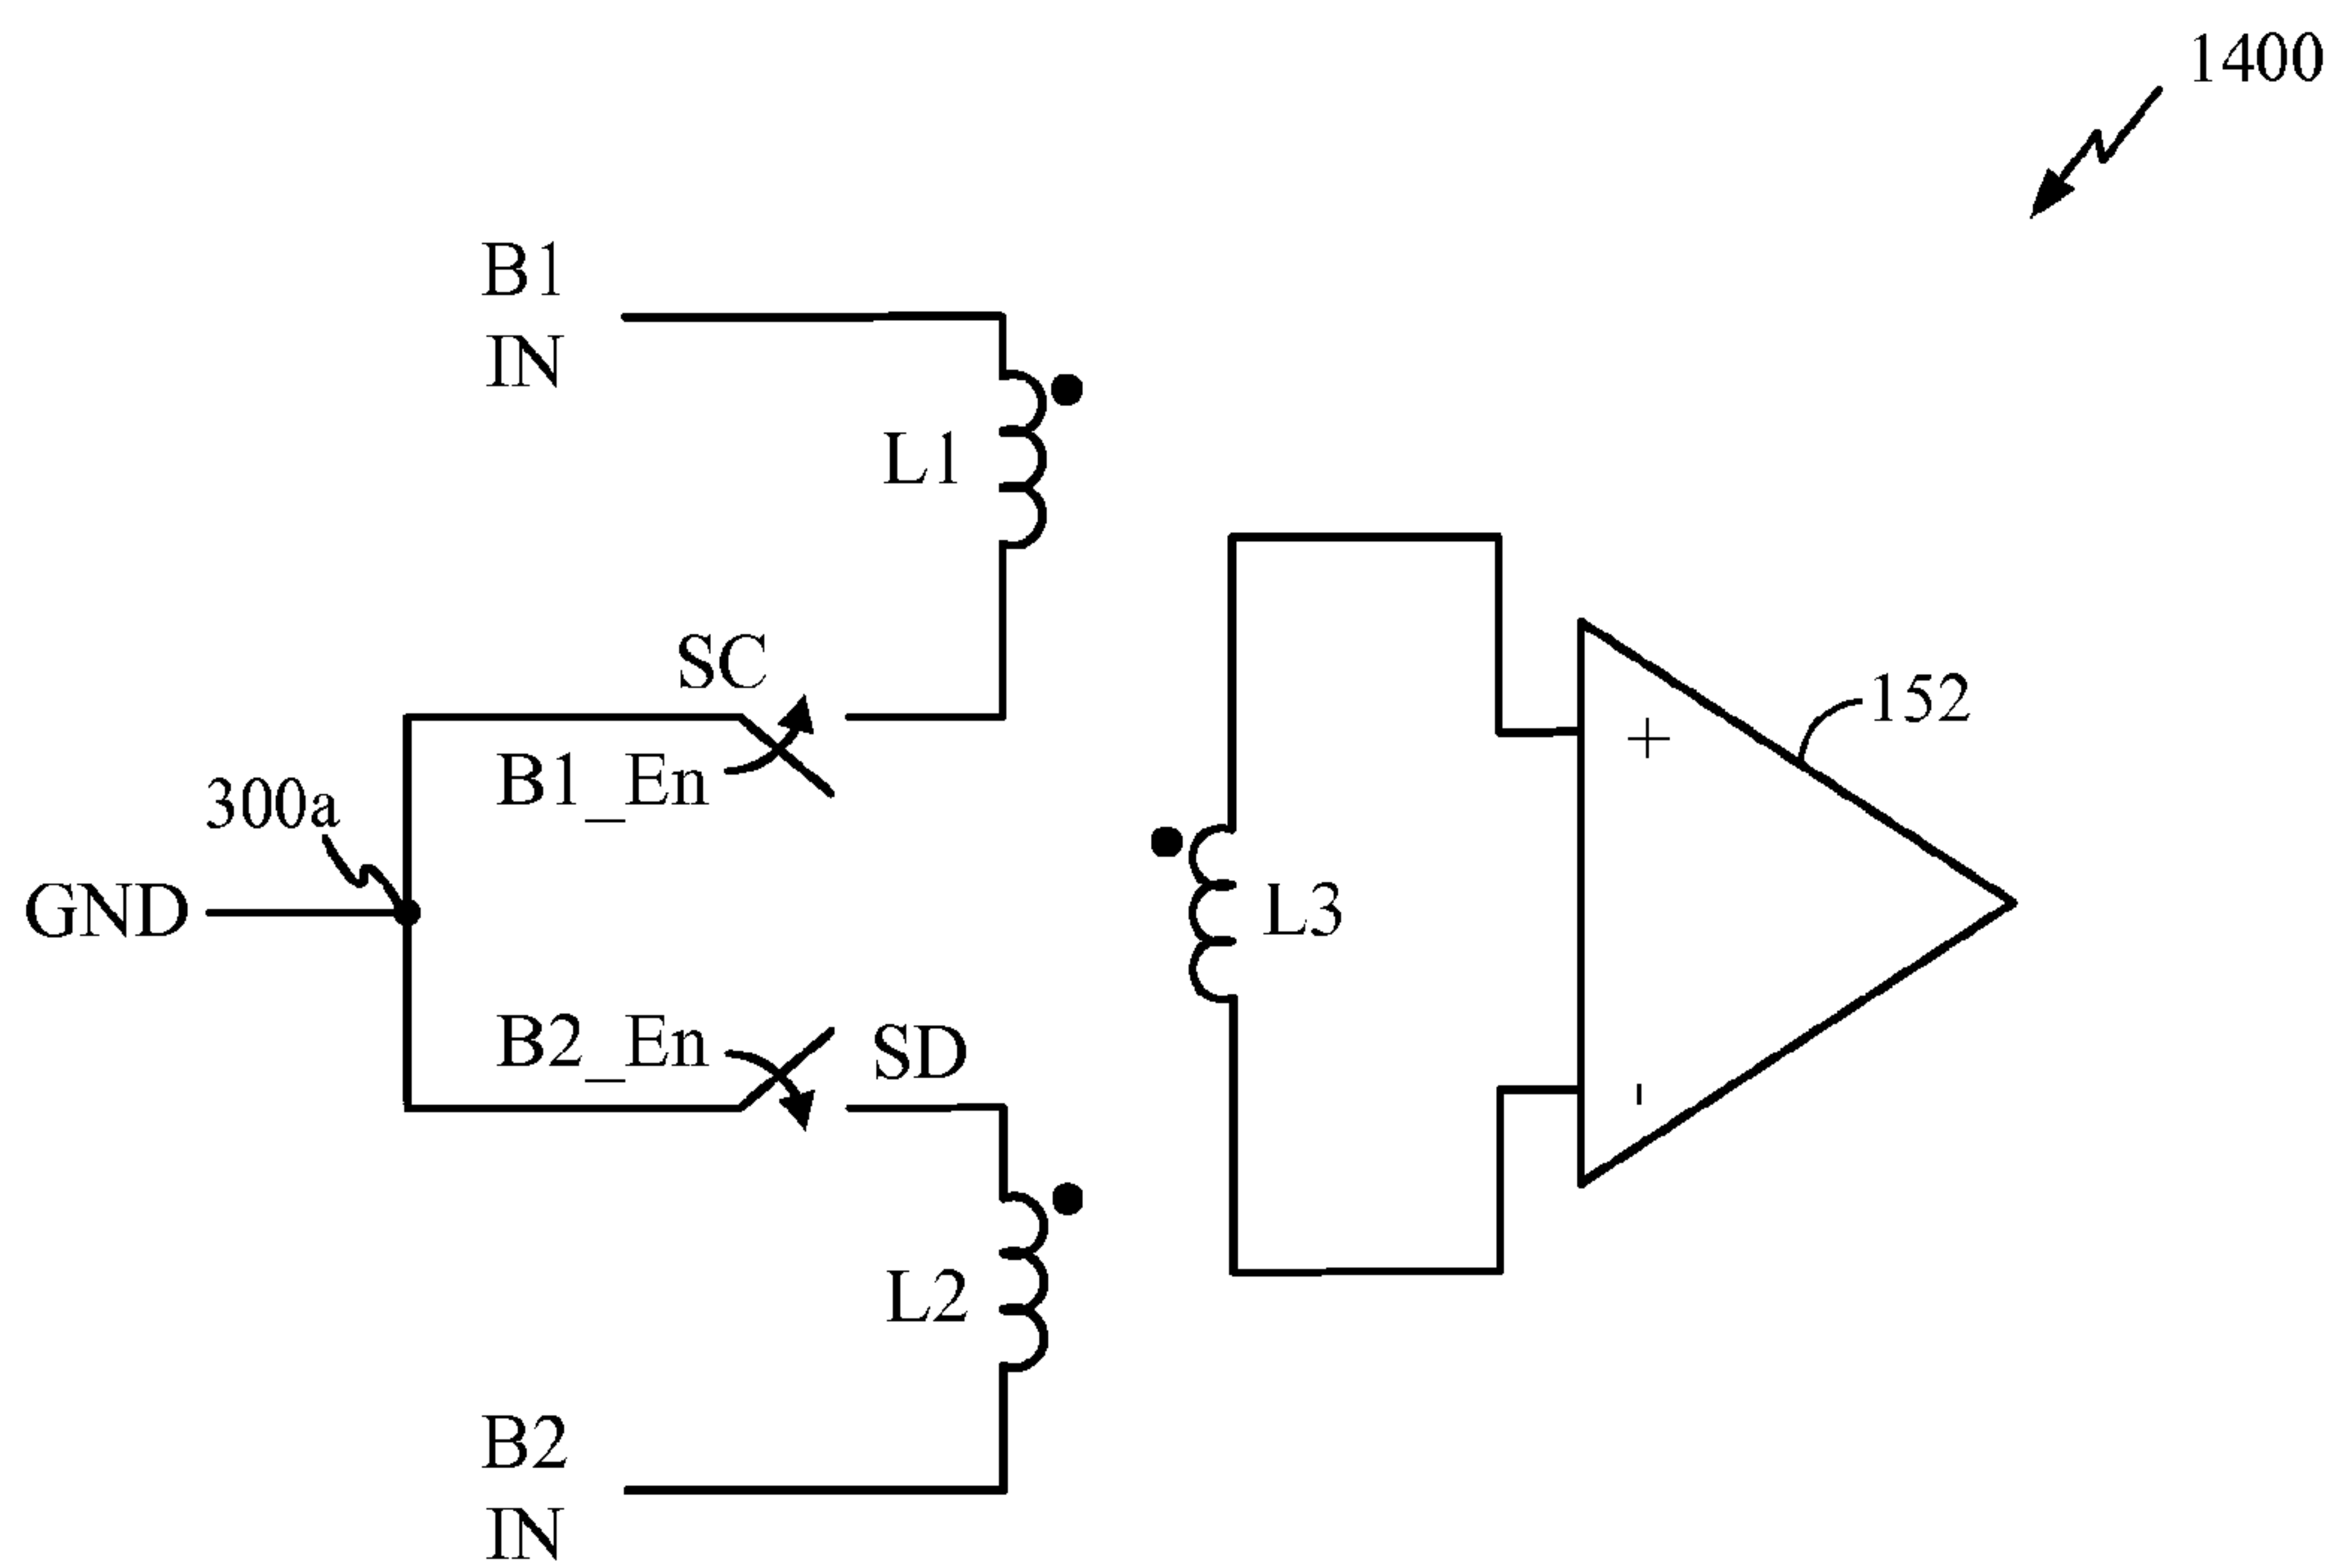 1400
B1
IN
L1
SC
B1_En
152
+
300a
GND
L3
B2_En
SD
-
L2
B2
IN